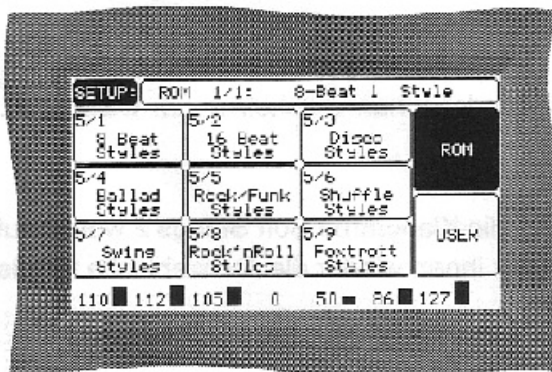 SETUP: ROM 1/1: 8-Beat 1 Style
5/1 5/2 5/3
8 Beat 16 Beat Disco ROM
Styles Styles Styles
5/4 5/5 5/6
Ballad Rock/Funk Shuffle
Styles Styles Styles
5/7 5/8 5/9 USER
Swing Rock'nRoll Foxtrott
Styles Styles Styles
110 112 105 0 50 86 127